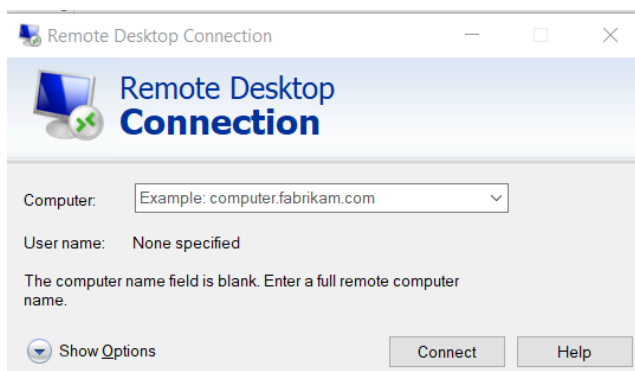 Remote Desktop Connection
Remote Desktop
Connection
Computer: Example: computer.fabrikam.com
User name: None specified
The computer name field is blank. Enter a full remote computer
name.
Show Options Connect Help